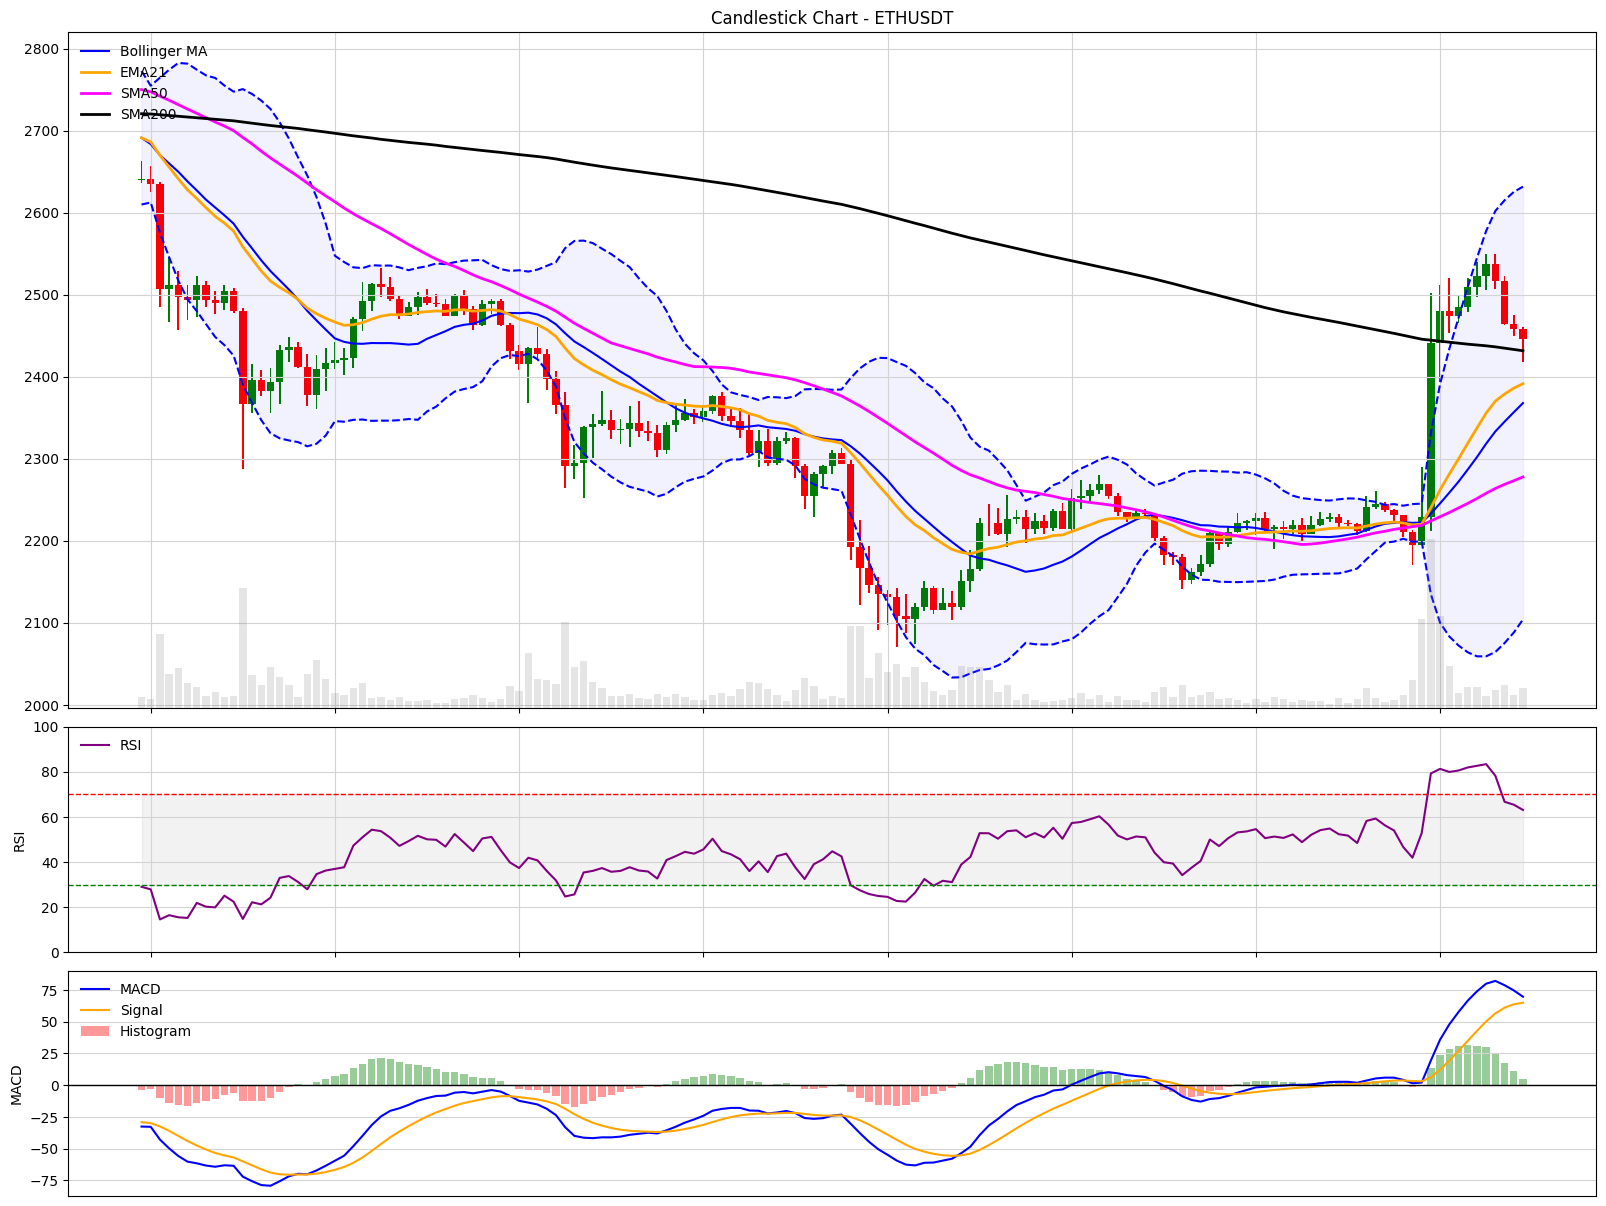 Candlestick Chart - ETHUSDT
Bollinger MA
EMA21
SMA50
SMA200
2800
2700
2600
2500
2400
2300
2200
2100
2000
RSI
RSI
100
80
60
40
20
0
MACD
Signal
Histogram
MACD
75
50
25
0
−25
−50
−75